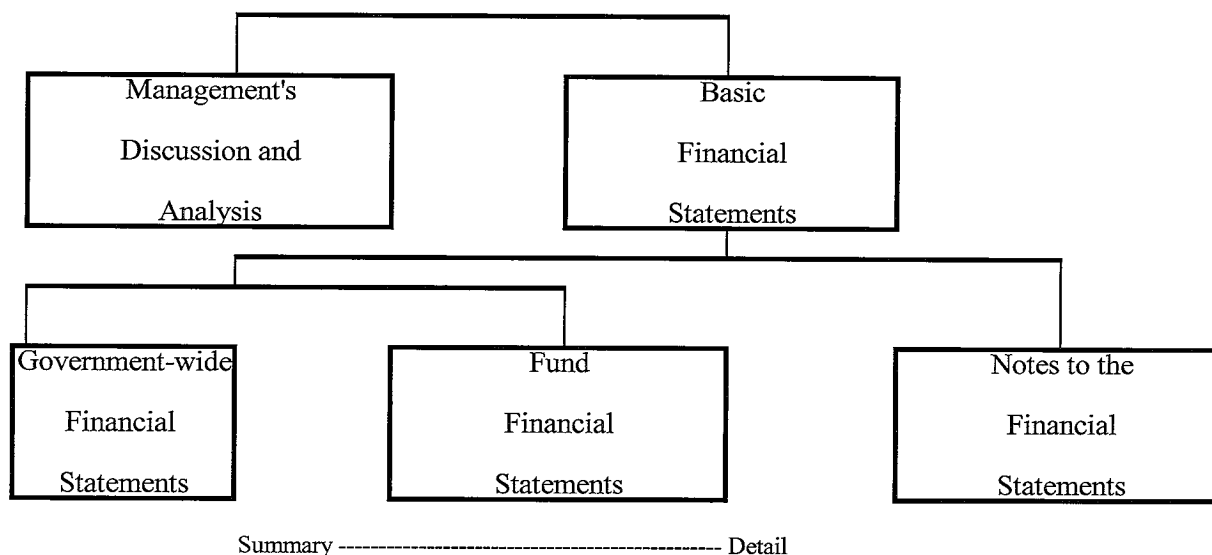 Management's
Discussion and
Analysis
Basic
Financial
Statements
Government-wide
Financial
Statements
Fund
Financial
Statements
Notes to the
Financial
Statements
Summary ------------------------------------------------------- Detail